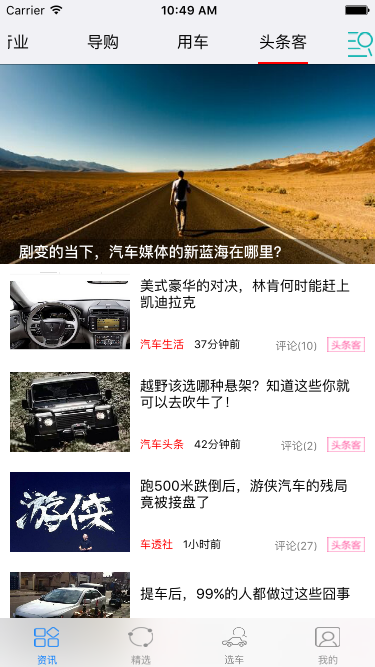 Carrier 10:49 AM
行业 导购 用车 头条客
剧变的当下，汽车媒体的新蓝海在哪里?
美式豪华的对决，林肯何时能赶上
凯迪拉克
汽车生活 37分钟前 评论(10) 头条客
越野该选哪种悬架？知道这些你就
可以去吹牛了！
汽车头条 42分钟前 评论(2) 头条客
游侠
跑500米跌倒后，游侠汽车的残局
竟被接盘了
车透社 1小时前 评论(27) 头条客
提车后，99%的人都做过这些囧事
资讯 精选 选车 我的